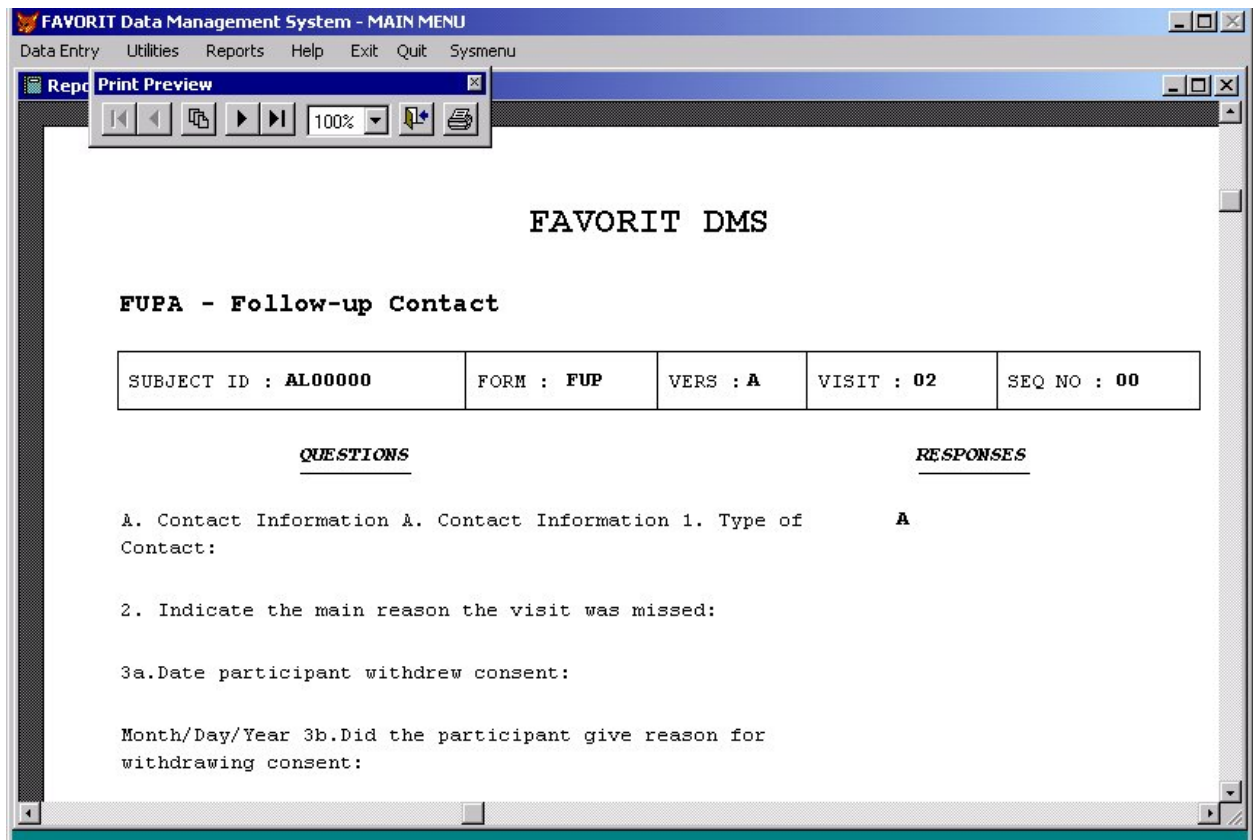 FAVORIT Data Management System - MAIN MENU
Data Entry Utilities Reports Help Exit Quit Sysmenu
Repo
Print Preview
100%
FAVORIT DMS
FUPA - Follow-up Contact
SUBJECT ID : AL00000 FORM : FUP VERS : A VISIT : 02 SEQ NO : 00
QUESTIONS RESPONSES
A. Contact Information A. Contact Information 1. Type of A
Contact:
2. Indicate the main reason the visit was missed:
3a.Date participant withdrew consent:
Month/Day/Year 3b.Did the participant give reason for
withdrawing consent: